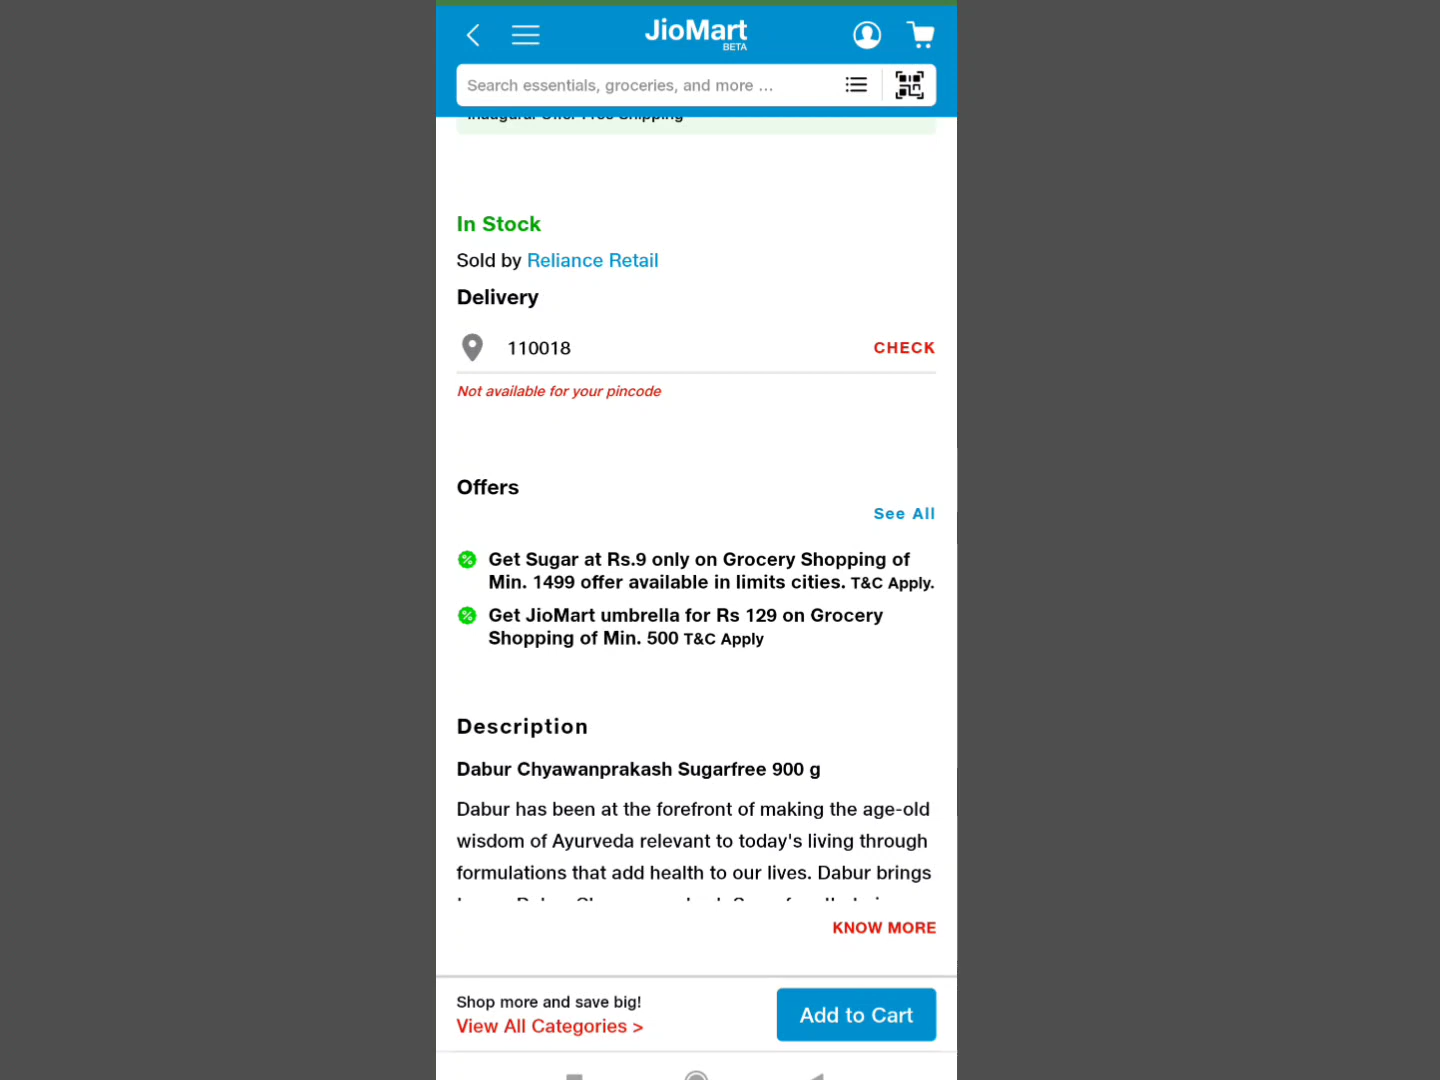 JioMart
BETA
Search essentials, groceries, and more ...
Inaugural Offer Free Shipping
In Stock
Sold by Reliance Retail
Delivery
110018
CHECK
Not available for your pincode
Offers
See All
Get Sugar at Rs.9 only on Grocery Shopping of
Min. 1499 offer available in limits cities. T&C Apply.
Get JioMart umbrella for Rs 129 on Grocery
Shopping of Min. 500 T&C Apply
Description
Dabur Chyawanprakash Sugarfree 900 g
Dabur has been at the forefront of making the age-old
wisdom of Ayurveda relevant to today's living through
formulations that add health to our lives. Dabur brings
KNOW MORE
Shop more and save big!
View All Categories >
Add to Cart